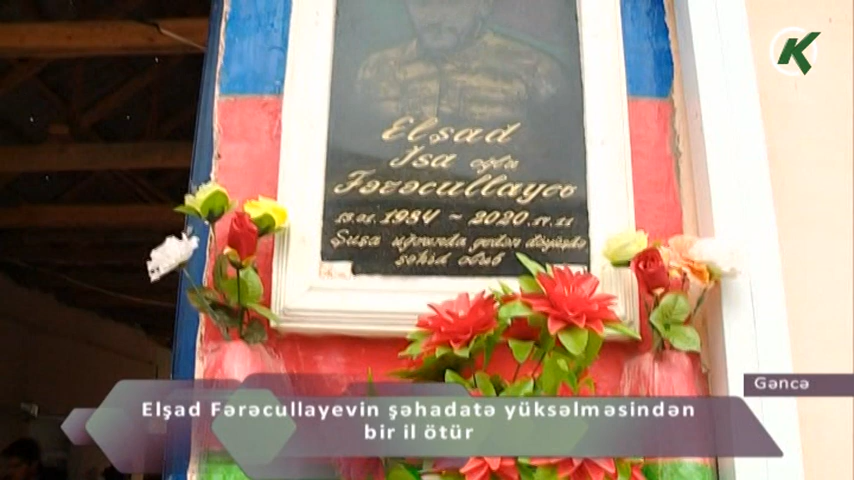 K
Elşad
İsa oğlu
Fərəcullayev
13.01.1984 ~ 2020.11.11
Şuşa uğrunda gedən döyüşdə
şəhid olub
Gəncə
Elşad Fərəcullayevin şəhadətə yüksəlməsindən
bir il ötür